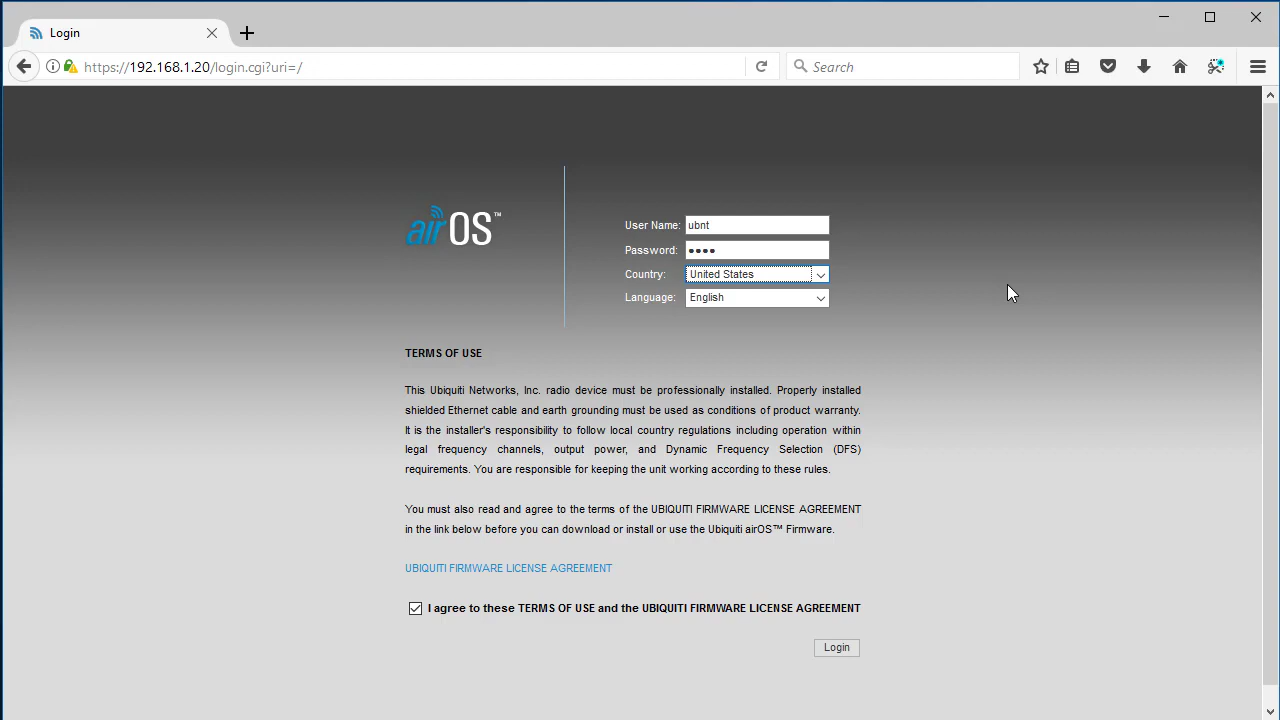 Login
https://192.168.1.20/login.cgi?uri=/
Search
airOS™
User Name: ubnt
Password: ••••
Country: United States
Language: English
TERMS OF USE
This Ubiquiti Networks, Inc. radio device must be professionally installed. Properly installed
shielded Ethernet cable and earth grounding must be used as conditions of product warranty.
It is the installer's responsibility to follow local country regulations including operation within
legal frequency channels, output power, and Dynamic Frequency Selection (DFS)
requirements. You are responsible for keeping the unit working according to these rules.
You must also read and agree to the terms of the UBIQUITI FIRMWARE LICENSE AGREEMENT
in the link below before you can download or install or use the Ubiquiti airOS™ Firmware.
UBIQUITI FIRMWARE LICENSE AGREEMENT
I agree to these TERMS OF USE and the UBIQUITI FIRMWARE LICENSE AGREEMENT
Login